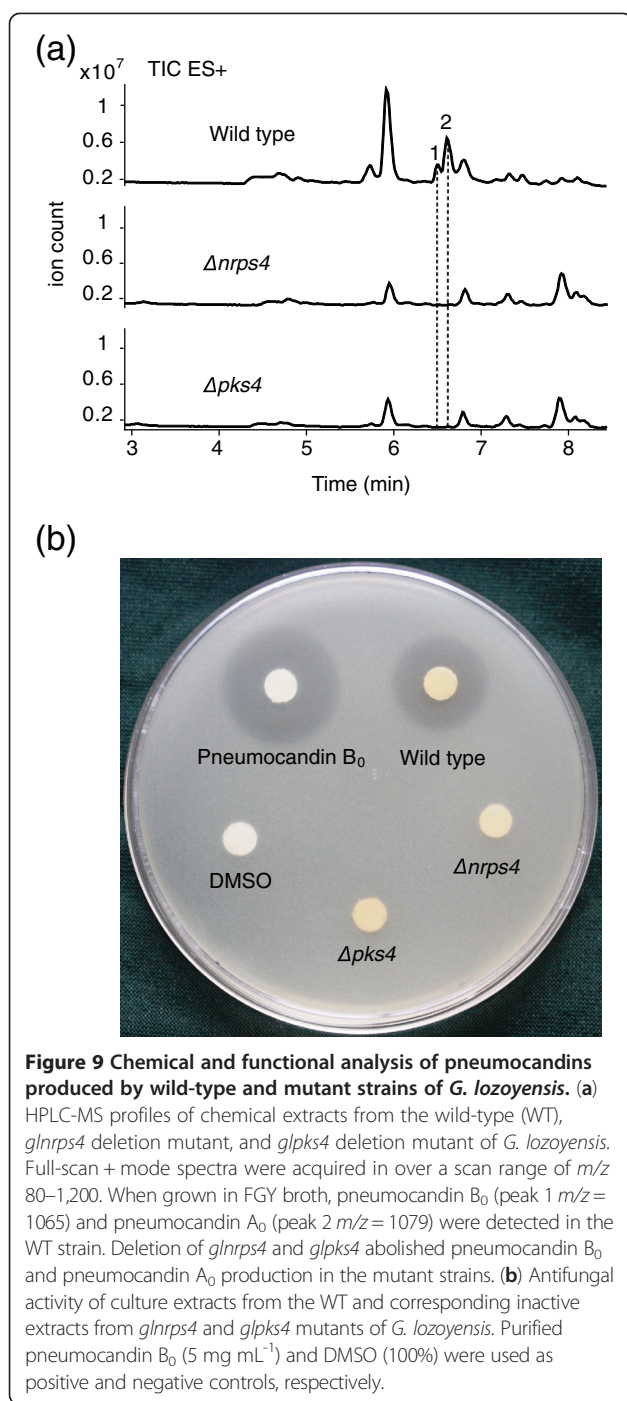 (a)
x10⁷ TIC ES+
1
0.6
0.2
Wild type
1
2
1
0.6
0.2
Δnrps4
1
0.6
0.2
Δpks4
ion count
3 4 5 6 7 8
Time (min)
(b)
Pneumocandin B₀ Wild type
DMSO
Δnrps4
Δpks4
Figure 9 Chemical and functional analysis of pneumocandins
produced by wild-type and mutant strains of G. lozoyensis. (a)
HPLC-MS profiles of chemical extracts from the wild-type (WT),
glnrps4 deletion mutant, and glpks4 deletion mutant of G. lozoyensis.
Full-scan + mode spectra were acquired in over a scan range of m/z
80–1,200. When grown in FGY broth, pneumocandin B₀ (peak 1 m/z =
1065) and pneumocandin A₀ (peak 2 m/z = 1079) were detected in the
WT strain. Deletion of glnrps4 and glpks4 abolished pneumocandin B₀
and pneumocandin A₀ production in the mutant strains. (b) Antifungal
activity of culture extracts from the WT and corresponding inactive
extracts from glnrps4 and glpks4 mutants of G. lozoyensis. Purified
pneumocandin B₀ (5 mg mL⁻¹) and DMSO (100%) were used as
positive and negative controls, respectively.